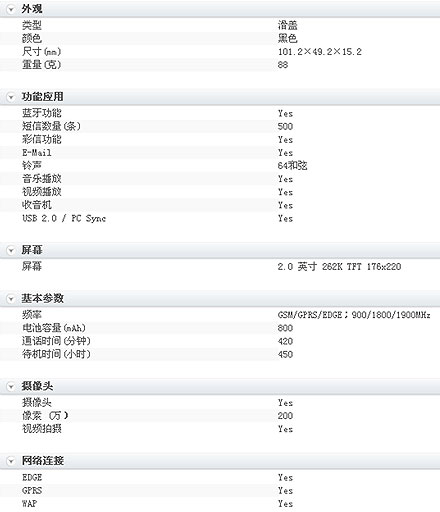 外观
类型 滑盖
颜色 黑色
尺寸(mm) 101.2×49.2×15.2
重量(克) 88
功能应用
蓝牙功能 Yes
短信数量(条) 500
彩信功能 Yes
E-Mail Yes
铃声 64和弦
音乐播放 Yes
视频播放 Yes
收音机 Yes
USB 2.0 / PC Sync Yes
屏幕
屏幕 2.0 英寸 262K TFT 176x220
基本参数
频率 GSM/GPRS/EDGE；900/1800/1900MHz
电池容量(mAh) 800
通话时间(分钟) 420
待机时间(小时) 450
摄像头
摄像头 Yes
像素 (万) 200
视频拍摄 Yes
网络连接
EDGE Yes
GPRS Yes
WAP Yes